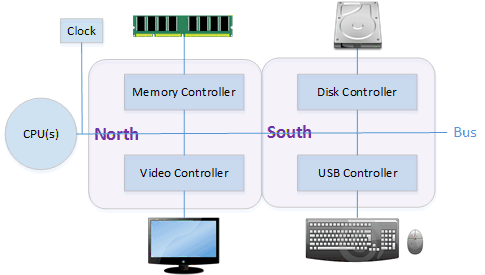 Clock
Memory Controller
Disk Controller
CPU(s)
North
South
Bus
Video Controller
USB Controller